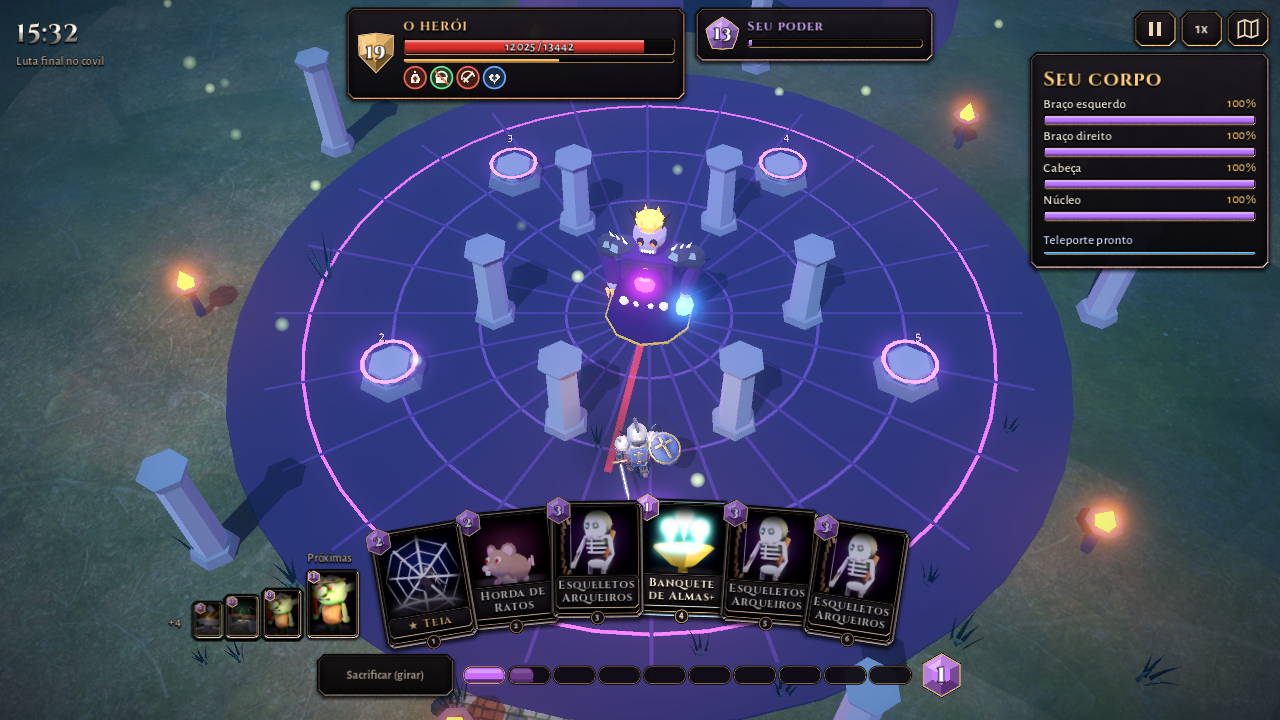 15:32
Luta final no covil
O HERÓI
19
12025/13442
13
SEU PODER
1x
SEU CORPO
Braço esquerdo 100%
Braço direito 100%
Cabeça 100%
Núcleo 100%
Teleporte pronto
3
4
2
5
Próximas
+4
2
TEIA
1
2
HORDA DE RATOS
2
3
ESQUELETOS ARQUEIROS
3
1
BANQUETE DE ALMAS+
4
3
ESQUELETOS ARQUEIROS
5
3
ESQUELETOS ARQUEIROS
6
Sacrificar (girar)
1